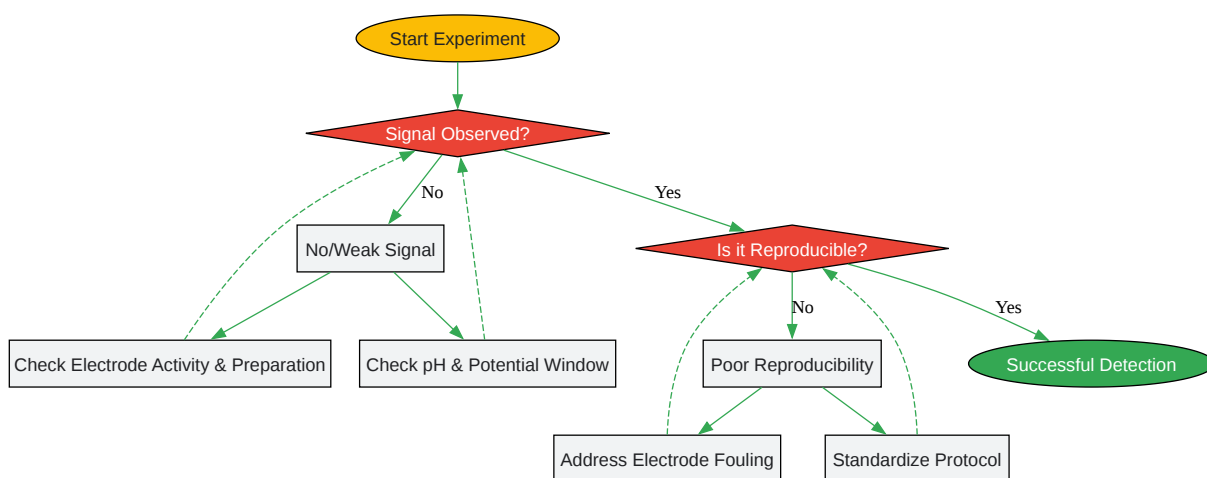 Start Experiment
Signal Observed?
No
Yes
No/Weak Signal
Is it Reproducible?
No
Yes
Check Electrode Activity & Preparation
Check pH & Potential Window
Poor Reproducibility
Successful Detection
Address Electrode Fouling
Standardize Protocol